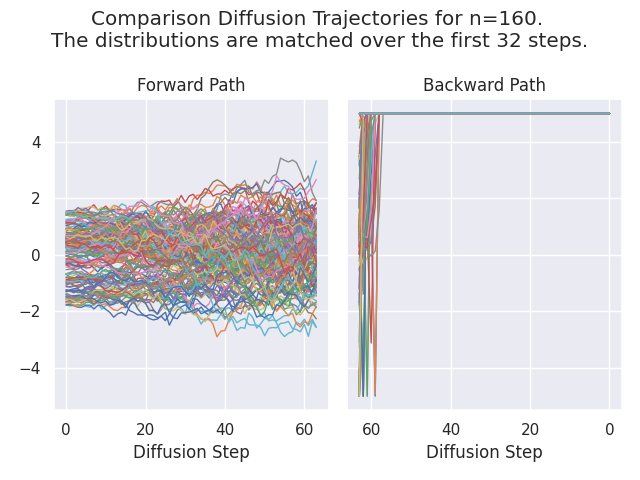 Comparison Diffusion Trajectories for n=160.
The distributions are matched over the first 32 steps.
Forward Path
Backward Path
4
2
0
−2
−4
0 20 40 60
60 40 20 0
Diffusion Step
Diffusion Step